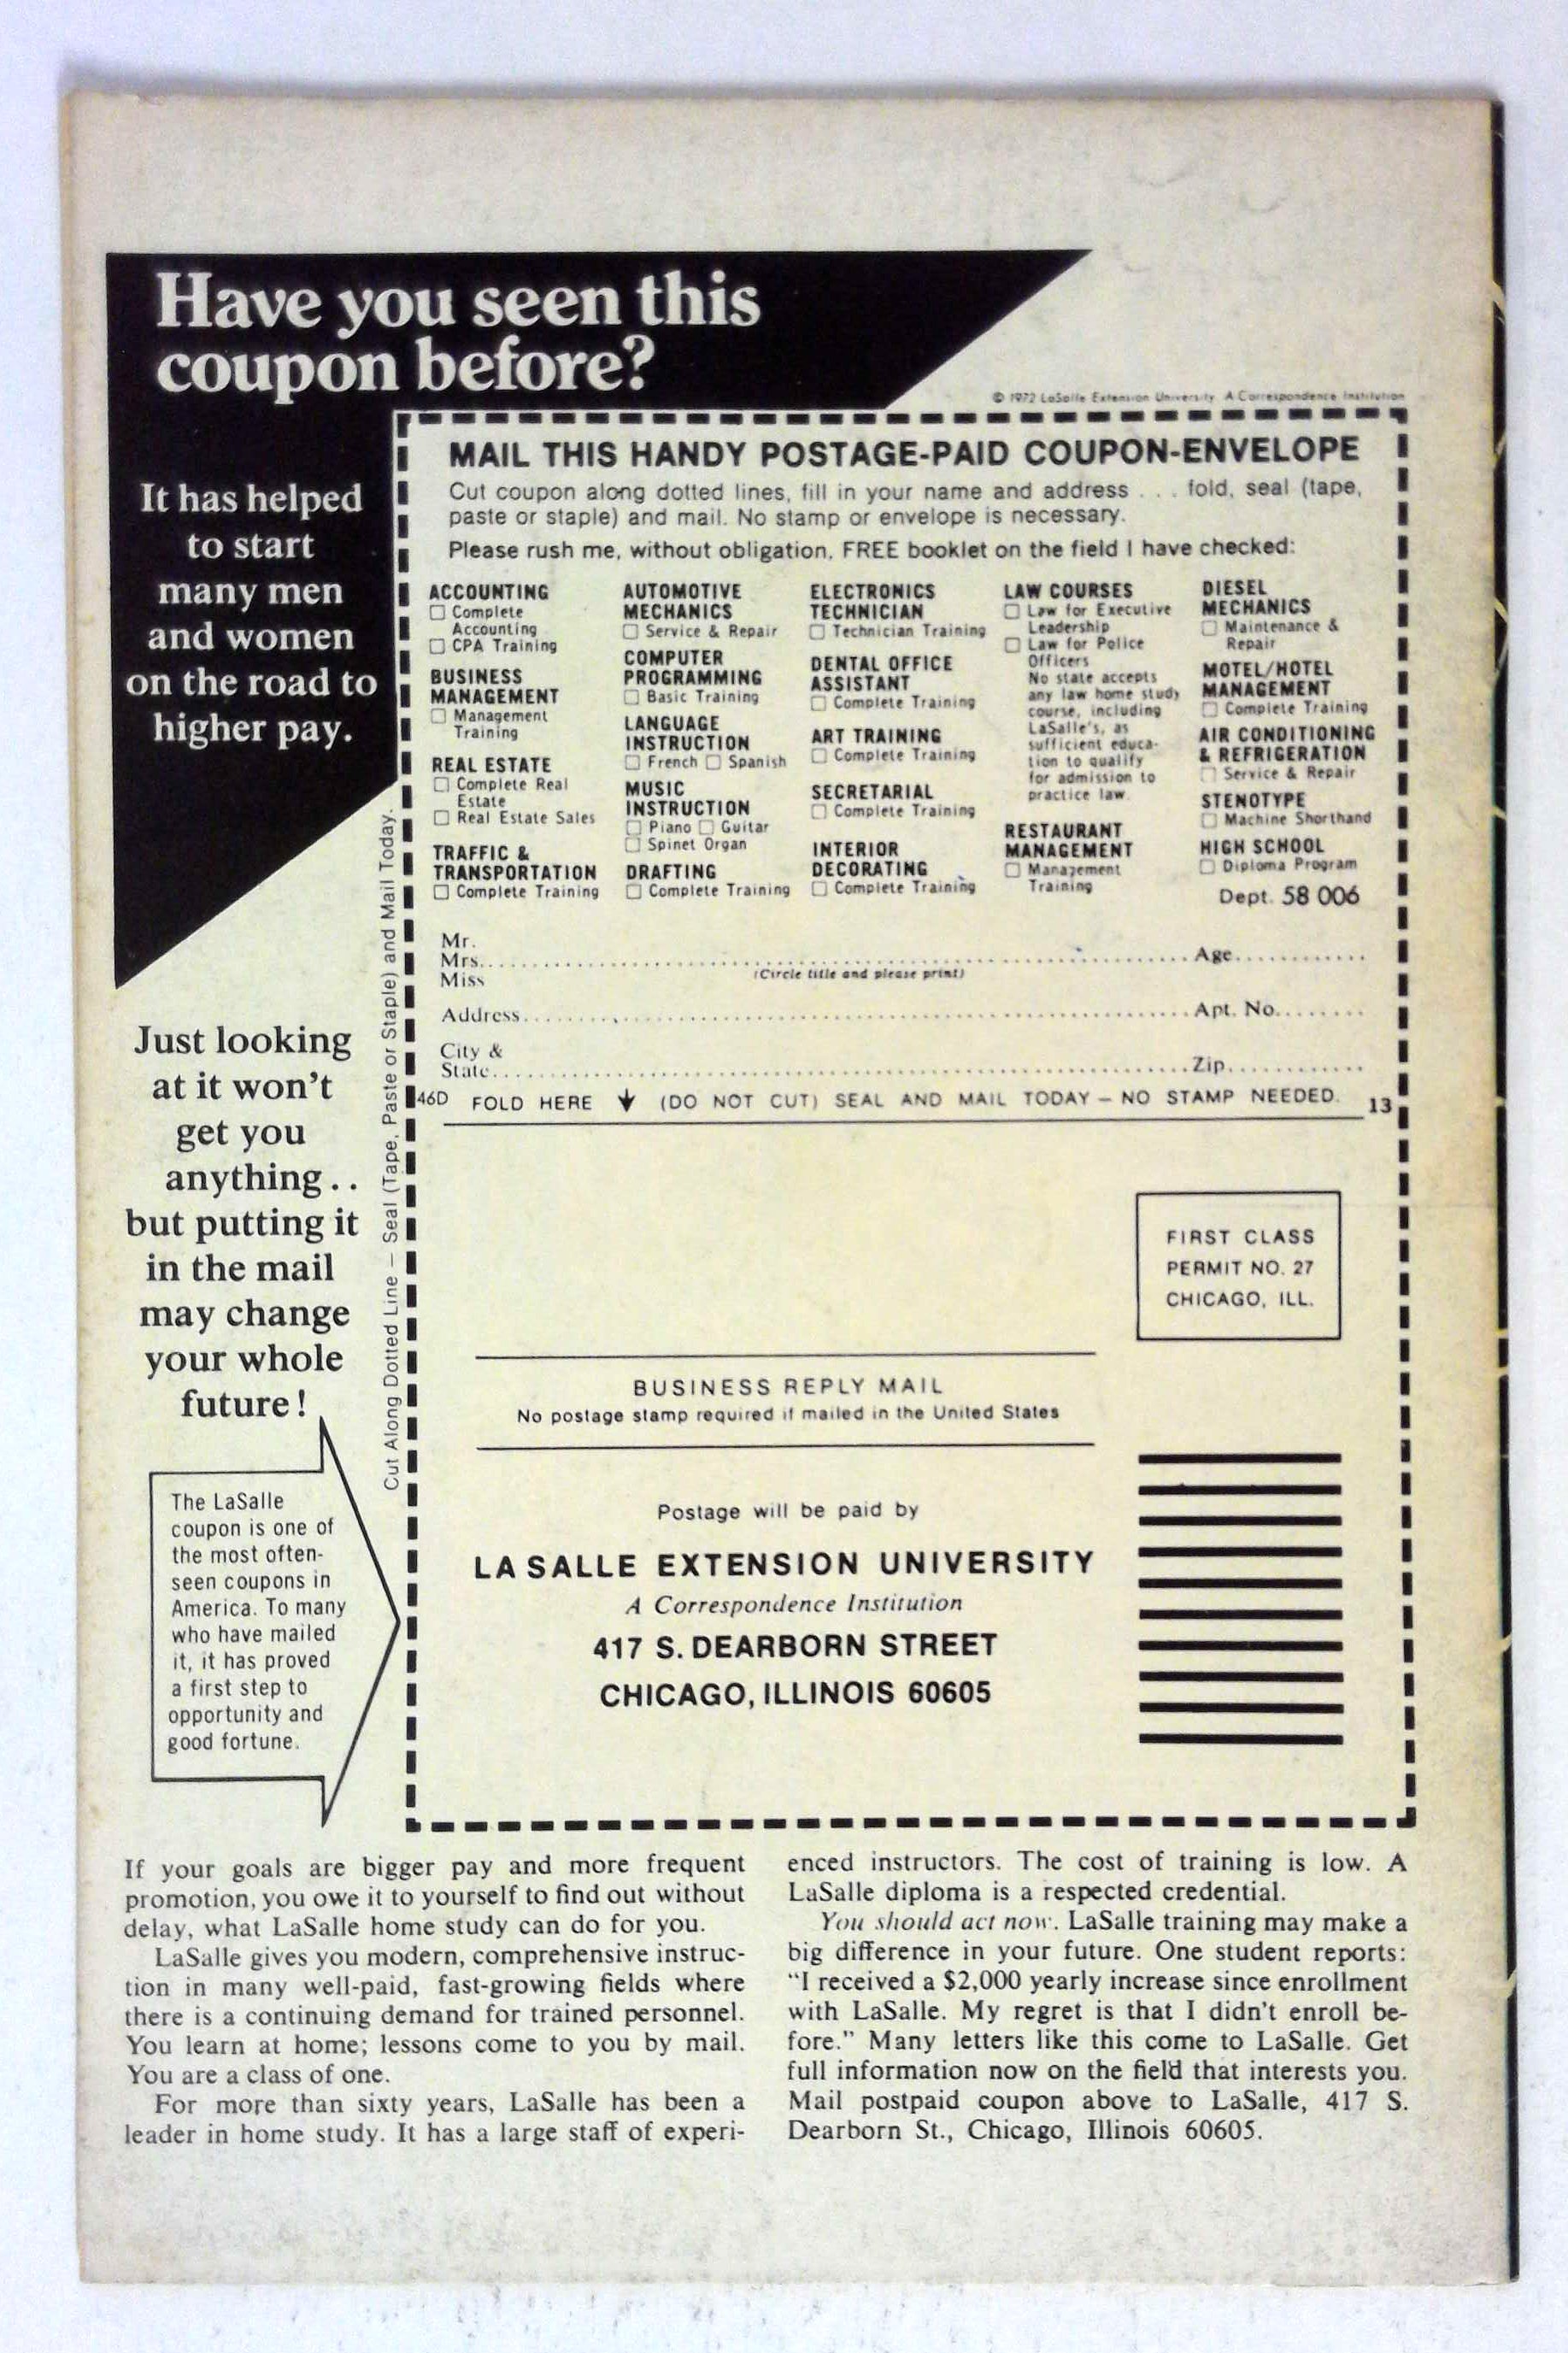 Have you seen this
coupon before?
It has helped
to start
many men
and women
on the road to
higher pay.
Just looking
at it won't
get you
anything . .
but putting it
in the mail
may change
your whole
future!
The LaSalle
coupon is one of
the most often-
seen coupons in
America. To many
who have mailed
it, it has proved
a first step to
opportunity and
good fortune.
Cut Along Dotted Line — Seal (Tape, Paste or Staple) and Mail Today.
© 1972 LaSalle Extension University A Correspondence Institution
MAIL THIS HANDY POSTAGE-PAID COUPON-ENVELOPE
Cut coupon along dotted lines, fill in your name and address . . . fold, seal (tape,
paste or staple) and mail. No stamp or envelope is necessary.
Please rush me, without obligation, FREE booklet on the field I have checked:
ACCOUNTING
☐ Complete
Accounting
☐ CPA Training
BUSINESS
MANAGEMENT
☐ Management
Training
REAL ESTATE
☐ Complete Real
Estate
☐ Real Estate Sales
TRAFFIC &
TRANSPORTATION
☐ Complete Training
AUTOMOTIVE
MECHANICS
☐ Service & Repair
COMPUTER
PROGRAMMING
☐ Basic Training
LANGUAGE
INSTRUCTION
☐ French ☐ Spanish
MUSIC
INSTRUCTION
☐ Piano ☐ Guitar
☐ Spinet Organ
DRAFTING
☐ Complete Training
ELECTRONICS
TECHNICIAN
☐ Technician Training
DENTAL OFFICE
ASSISTANT
☐ Complete Training
ART TRAINING
☐ Complete Training
SECRETARIAL
☐ Complete Training
INTERIOR
DECORATING
☐ Complete Training
LAW COURSES
☐ Law for Executive
Leadership
☐ Law for Police
Officers
No state accepts
any law home study
course, including
LaSalle's, as
sufficient educa-
tion to qualify
for admission to
practice law.
RESTAURANT
MANAGEMENT
☐ Management
Training
DIESEL
MECHANICS
☐ Maintenance &
Repair
MOTEL/HOTEL
MANAGEMENT
☐ Complete Training
AIR CONDITIONING
& REFRIGERATION
☐ Service & Repair
STENOTYPE
☐ Machine Shorthand
HIGH SCHOOL
☐ Diploma Program
Dept. 58 006
Mr.
Mrs. Age
Miss (Circle title and please print)
Address Apt. No.
City &
State Zip
46D FOLD HERE ↓ (DO NOT CUT) SEAL AND MAIL TODAY — NO STAMP NEEDED. 13
FIRST CLASS
PERMIT NO. 27
CHICAGO, ILL.
BUSINESS REPLY MAIL
No postage stamp required if mailed in the United States
Postage will be paid by
LA SALLE EXTENSION UNIVERSITY
A Correspondence Institution
417 S. DEARBORN STREET
CHICAGO, ILLINOIS 60605
If your goals are bigger pay and more frequent
promotion, you owe it to yourself to find out without
delay, what LaSalle home study can do for you.
LaSalle gives you modern, comprehensive instruc-
tion in many well-paid, fast-growing fields where
there is a continuing demand for trained personnel.
You learn at home; lessons come to you by mail.
You are a class of one.
For more than sixty years, LaSalle has been a
leader in home study. It has a large staff of experi-
enced instructors. The cost of training is low. A
LaSalle diploma is a respected credential.
You should act now. LaSalle training may make a
big difference in your future. One student reports:
"I received a $2,000 yearly increase since enrollment
with LaSalle. My regret is that I didn't enroll be-
fore." Many letters like this come to LaSalle. Get
full information now on the field that interests you.
Mail postpaid coupon above to LaSalle, 417 S.
Dearborn St., Chicago, Illinois 60605.